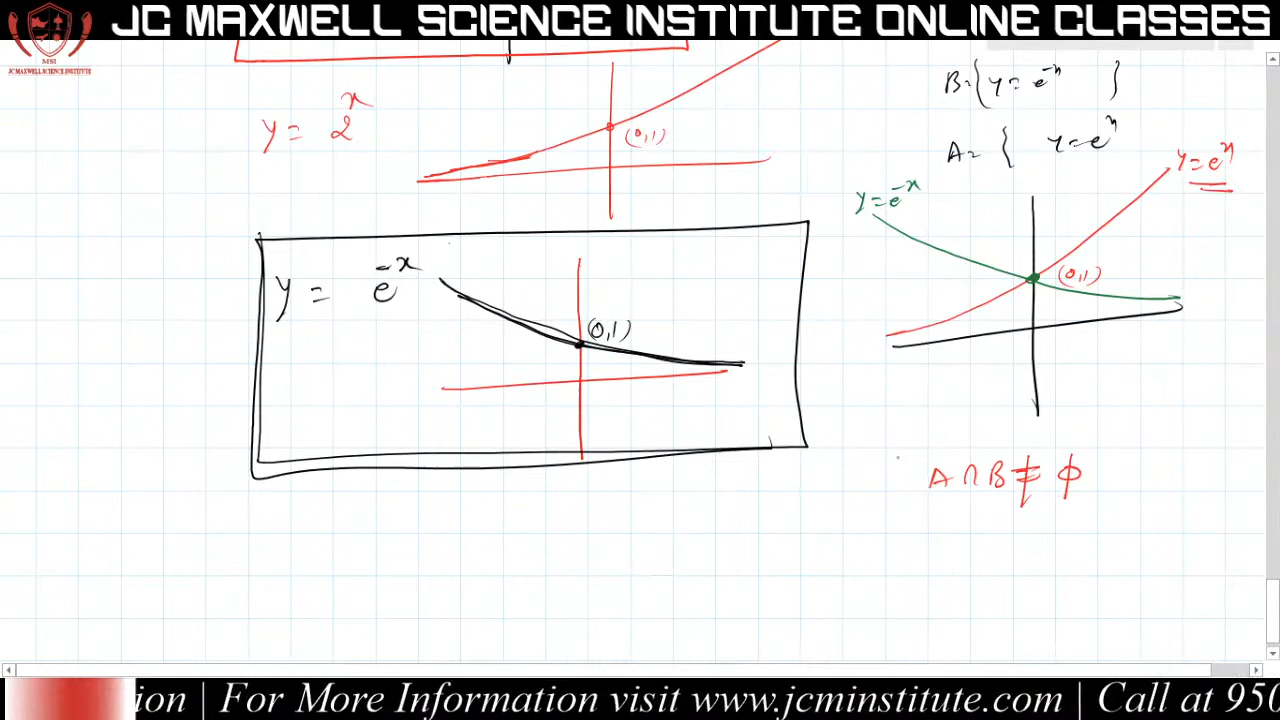 JC MAXWELL SCIENCE INSTITUTE ONLINE CLASSES
MSI
JC MAXWELL SCIENCE INSTITUTE
y = 2^x
(0,1)
B={y = e^-x }
A= { y = e^x
y = e^x
y = e^-x
(0,1)
y = e^-x
(0,1)
A ∩ B ≠ ϕ
ion | For More Information visit www.jcminstitute.com | Call at 950